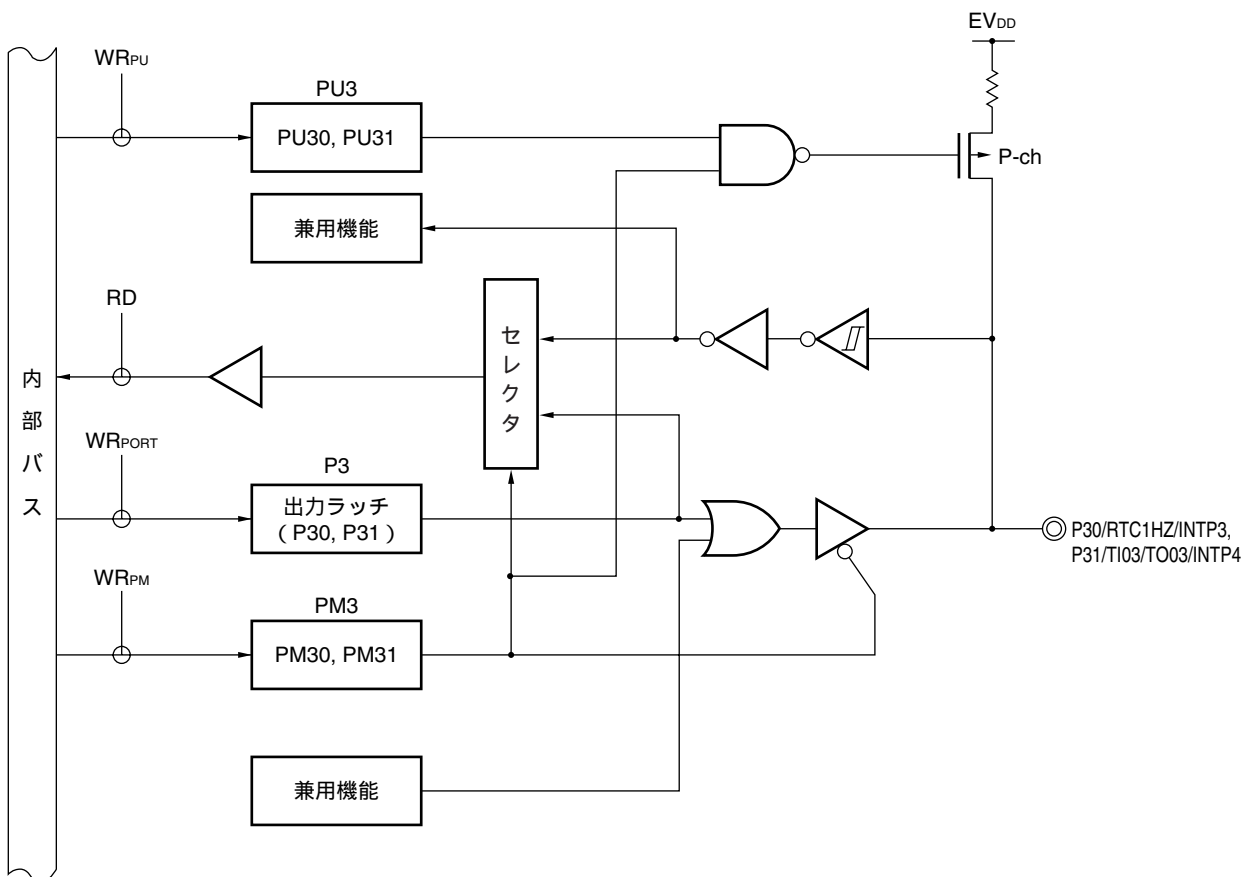 EVDD
WRPU
PU3
PU30, PU31
P-ch
兼用機能
RD
セレクタ
内部バス
WRPORT
P3
出力ラッチ
( P30, P31 )
P30/RTC1HZ/INTP3,
P31/TI03/TO03/INTP4
WRPM
PM3
PM30, PM31
兼用機能